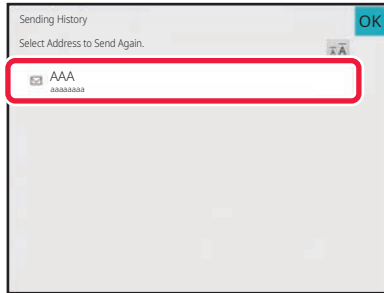 Sending History
OK
Select Address to Send Again.
AAA
aaaaaaaa